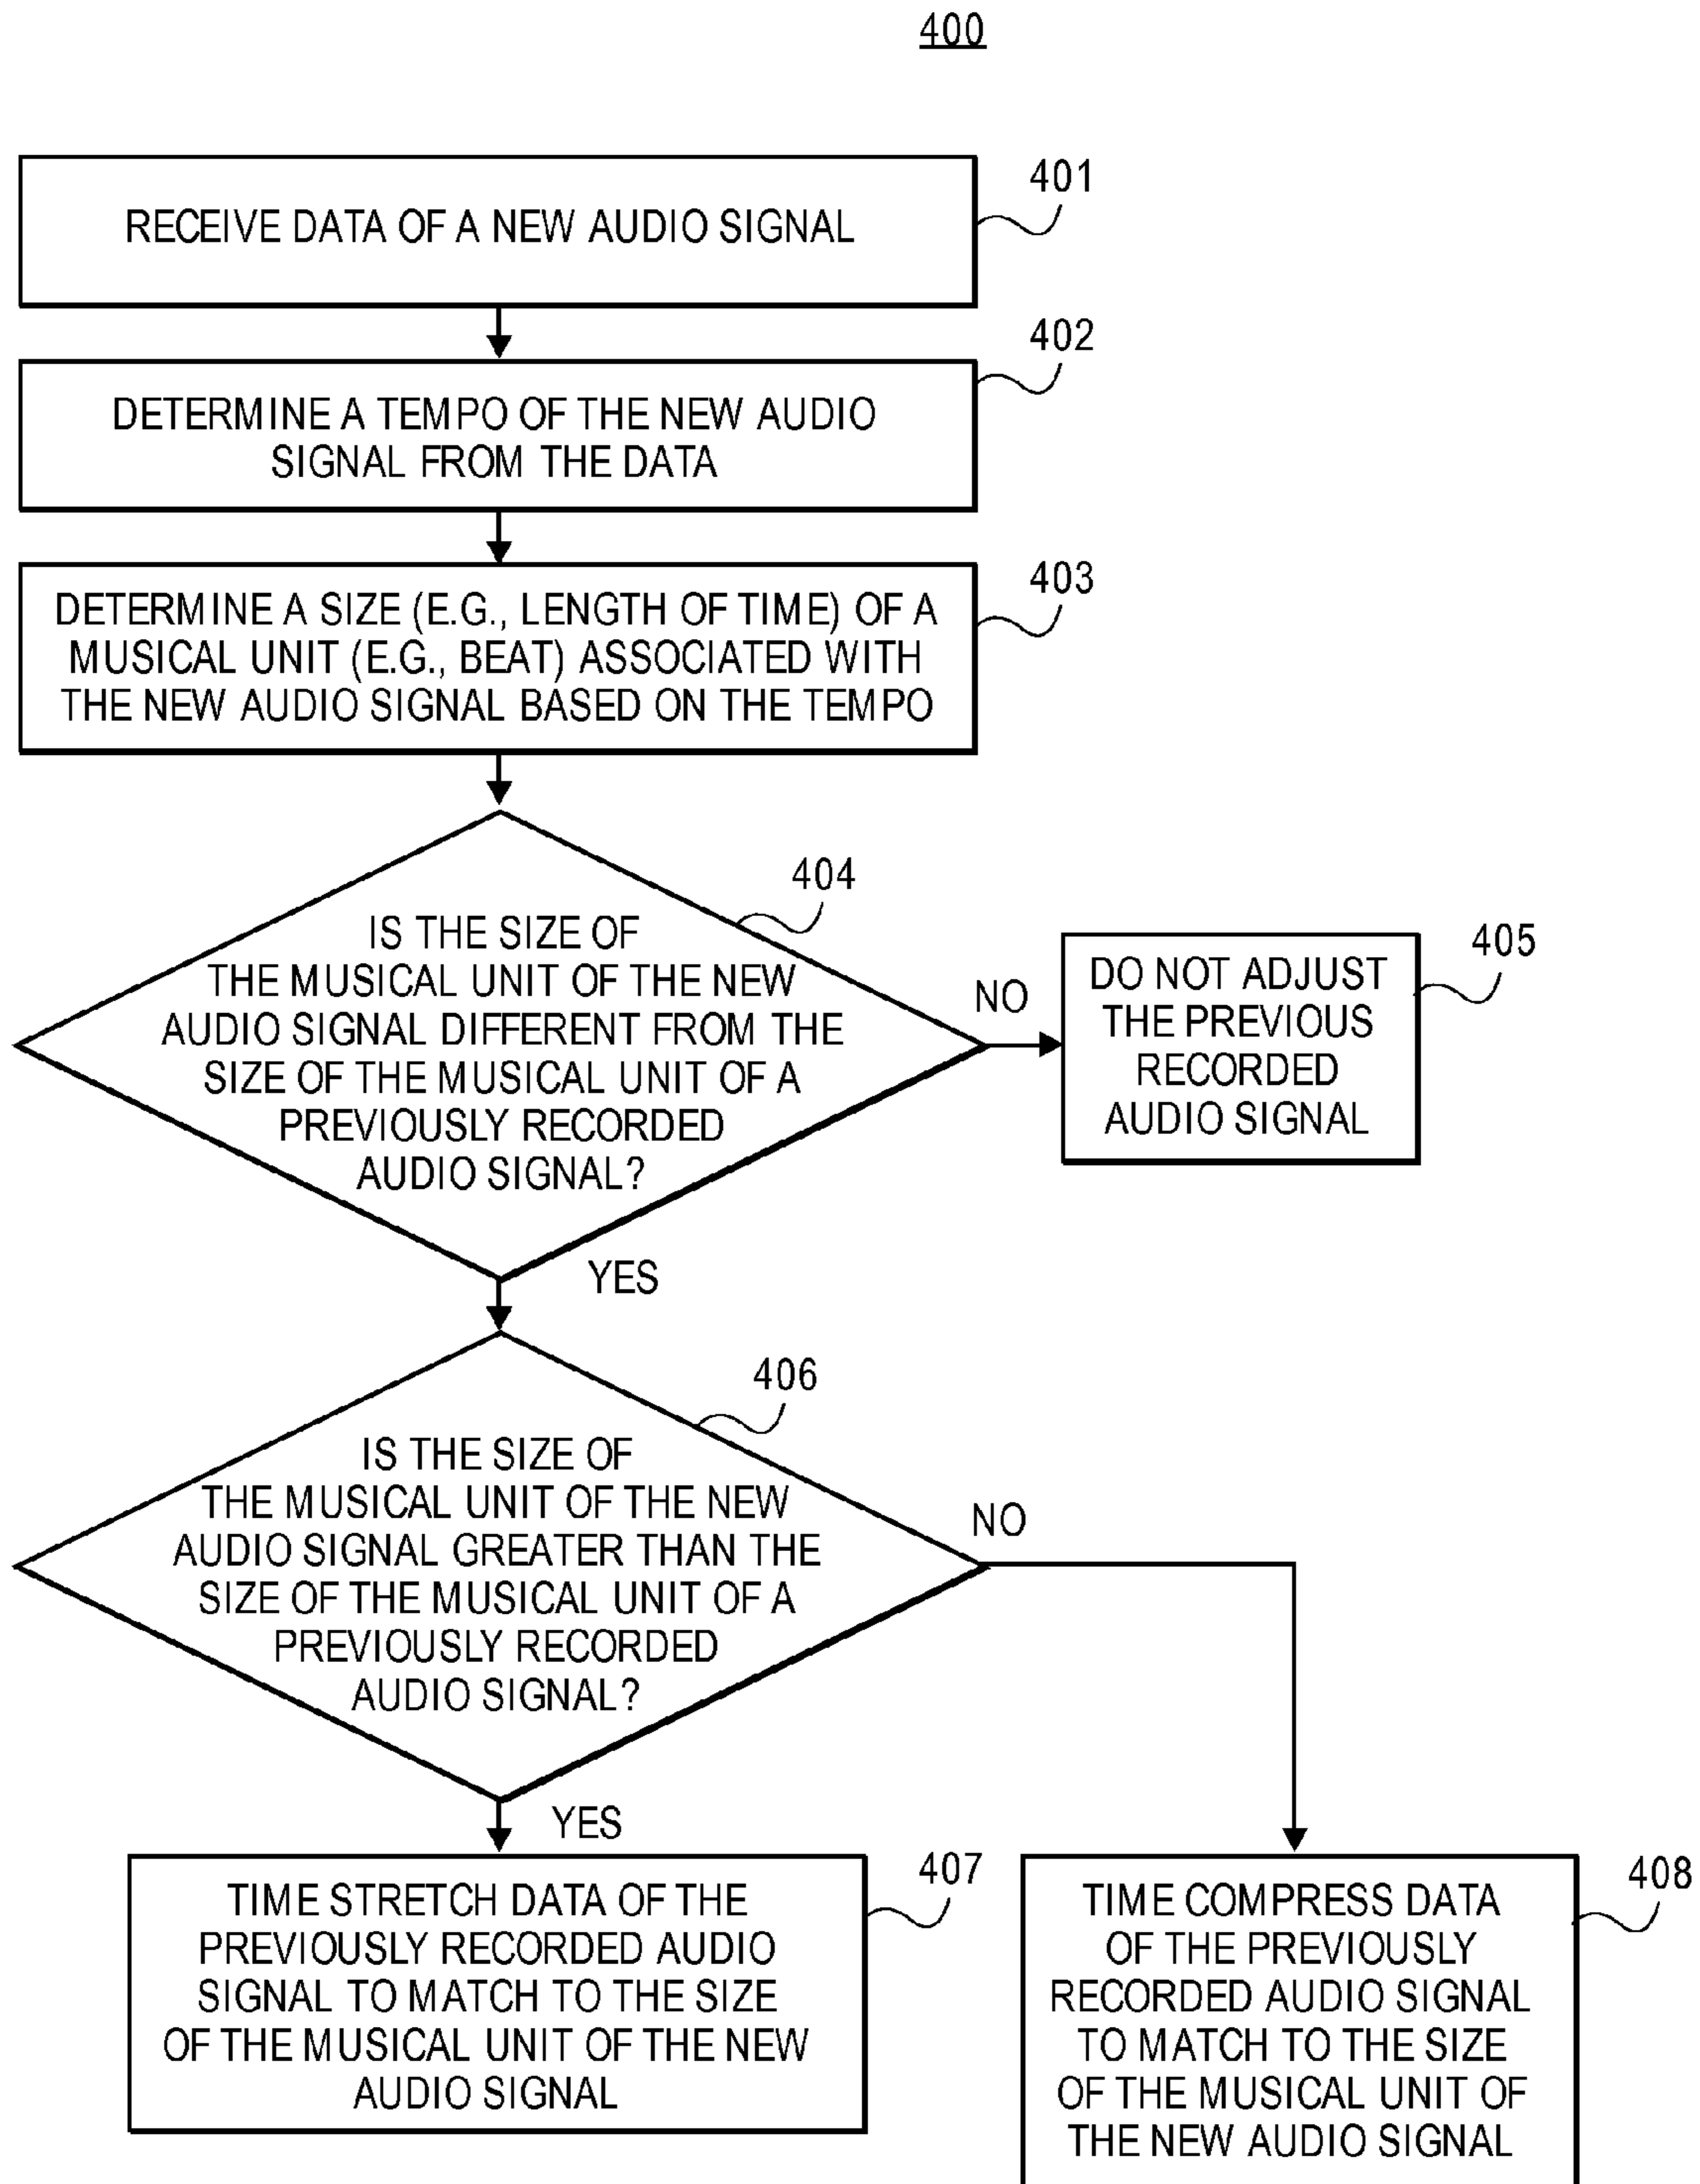 400
401
RECEIVE DATA OF A NEW AUDIO SIGNAL
402
DETERMINE A TEMPO OF THE NEW AUDIO
SIGNAL FROM THE DATA
403
DETERMINE A SIZE (E.G., LENGTH OF TIME) OF A
MUSICAL UNIT (E.G., BEAT) ASSOCIATED WITH
THE NEW AUDIO SIGNAL BASED ON THE TEMPO
404
IS THE SIZE OF
THE MUSICAL UNIT OF THE NEW
AUDIO SIGNAL DIFFERENT FROM THE
SIZE OF THE MUSICAL UNIT OF A
PREVIOUSLY RECORDED
AUDIO SIGNAL?
NO
405
DO NOT ADJUST
THE PREVIOUS
RECORDED
AUDIO SIGNAL
YES
406
IS THE SIZE OF
THE MUSICAL UNIT OF THE NEW
AUDIO SIGNAL GREATER THAN THE
SIZE OF THE MUSICAL UNIT OF A
PREVIOUSLY RECORDED
AUDIO SIGNAL?
NO
YES
407
TIME STRETCH DATA OF THE
PREVIOUSLY RECORDED AUDIO
SIGNAL TO MATCH TO THE SIZE
OF THE MUSICAL UNIT OF THE NEW
AUDIO SIGNAL
408
TIME COMPRESS DATA
OF THE PREVIOUSLY
RECORDED AUDIO SIGNAL
TO MATCH TO THE SIZE
OF THE MUSICAL UNIT OF
THE NEW AUDIO SIGNAL